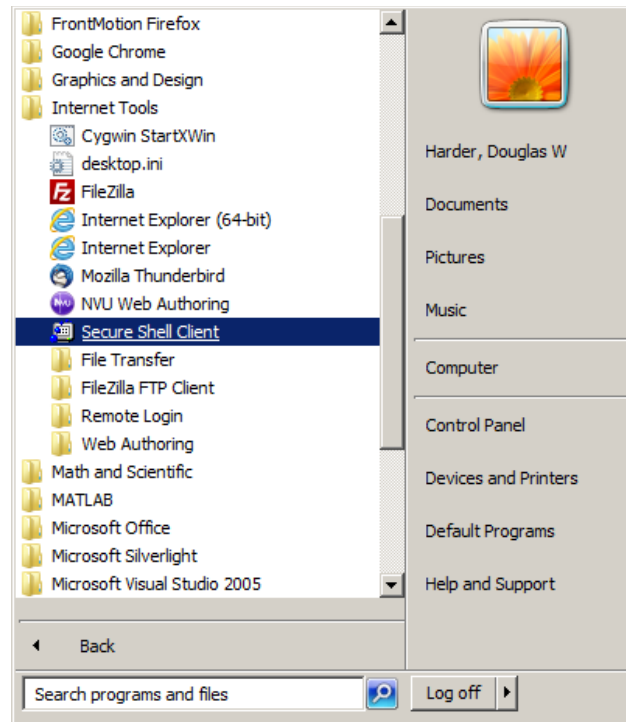 FrontMotion Firefox
Google Chrome
Graphics and Design
Internet Tools
Cygwin StartXWin
desktop.ini
FileZilla
Internet Explorer (64-bit)
Internet Explorer
Mozilla Thunderbird
NVU Web Authoring
Secure Shell Client
File Transfer
FileZilla FTP Client
Remote Login
Web Authoring
Math and Scientific
MATLAB
Microsoft Office
Microsoft Silverlight
Microsoft Visual Studio 2005
Back
Search programs and files
Harder, Douglas W
Documents
Pictures
Music
Computer
Control Panel
Devices and Printers
Default Programs
Help and Support
Log off